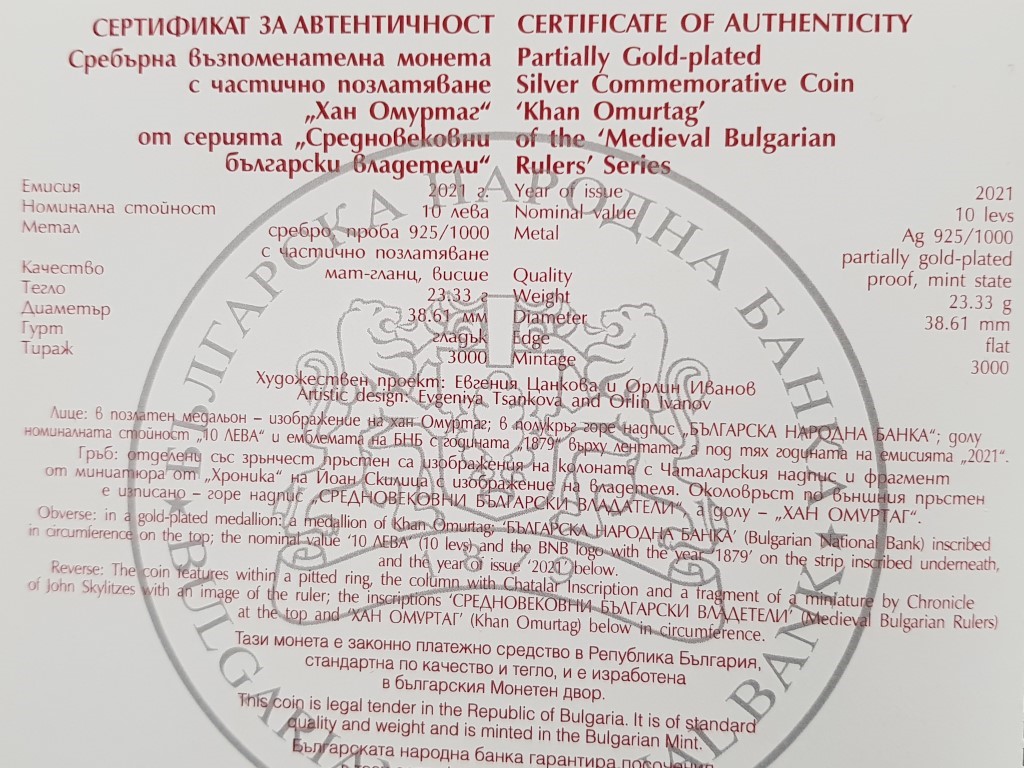 СЕРТИФИКАТ ЗА АВТЕНТИЧНОСТ
Сребърна възпоменателна монета
с частично позлатяване
„Хан Омуртаг“
от серията „Средновековни
български владетели“
CERTIFICATE OF AUTHENTICITY
Partially Gold-plated
Silver Commemorative Coin
‘Khan Omurtag’
of the ‘Medieval Bulgarian
Rulers’ Series
Емисия 2021 г.
Номинална стойност 10 лева
Метал сребро, проба 925/1000
с частично позлатяване
Качество мат-гланц, висше
Тегло 23.33 г
Диаметър 38.61 мм
Гурт гладък
Тираж 3000
Year of issue 2021
Nominal value 10 levs
Metal Ag 925/1000
partially gold-plated
Quality proof, mint state
Weight 23.33 g
Diameter 38.61 mm
Edge flat
Mintage 3000
Художествен проект: Евгения Цанкова и Орлин Иванов
Artistic design: Evgeniya Tsankova and Orlin Ivanov
Лице: в позлатен медальон – изображение на хан Омуртаг; в полукръг горе надпис „БЪЛГАРСКА НАРОДНА БАНКА“; долу
номиналната стойност „10 ЛЕВА“ и емблемата на БНБ с годината „1879“ върху лентата, а под тях годината на емисията „2021“.
Гръб: отделени със зрънчест пръстен са изображения на колоната с Чаталарския надпис и фрагмент
от миниатюра от „Хроника“ на Йоан Скилица с изображение на владетеля. Околовръст по външния пръстен
е изписано – горе надпис „СРЕДНОВЕКОВНИ БЪЛГАРСКИ ВЛАДАТЕЛИ“, а долу – „ХАН ОМУРТАГ“.
Obverse: in a gold-plated medallion: a medallion of Khan Omurtag; ‘БЪЛГАРСКА НАРОДНА БАНКА’ (Bulgarian National Bank) inscribed
in circumference on the top; the nominal value ‘10 ЛЕВА’ (10 levs) and the BNB logo with the year ‘1879’ on the strip inscribed underneath,
and the year of issue ‘2021’ below.
Reverse: The coin features within a pitted ring, the column with Chatalar Inscription and a fragment of a miniature by Chronicle
of John Skylitzes with an image of the ruler; the inscriptions ‘СРЕДНОВЕКОВНИ БЪЛГАРСКИ ВЛАДЕТЕЛИ’ (Medieval Bulgarian Rulers)
at the top and ‘ХАН ОМУРТАГ’ (Khan Omurtag) below in circumference.
Тази монета е законно платежно средство в Република България,
стандартна по качество и тегло, и е изработена
в българския Монетен двор.
This coin is legal tender in the Republic of Bulgaria. It is of standard
quality and weight and is minted in the Bulgarian Mint.
Българската народна банка гарантира посочения
БЪЛГАРСКА НАРОДНА БАНКА
BULGARIAN NATIONAL BANK